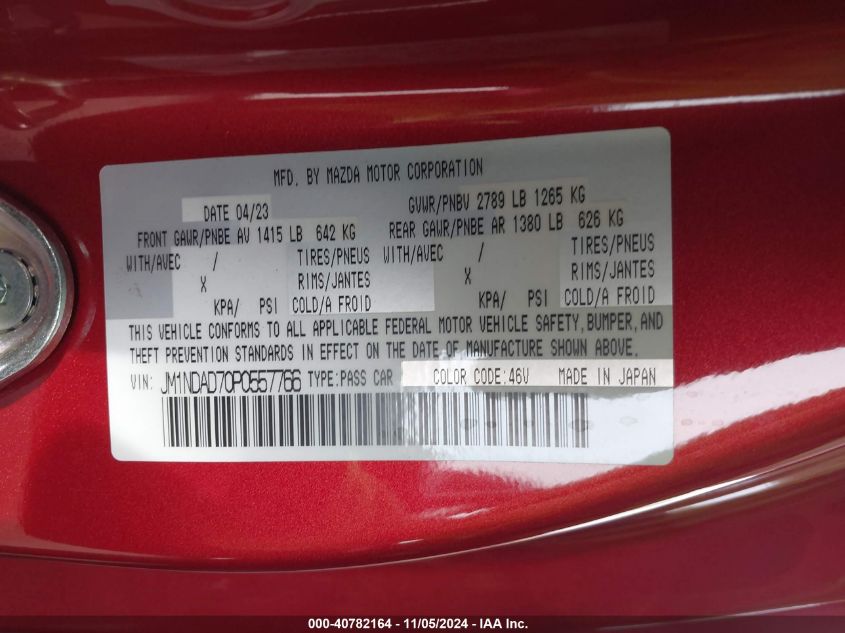 MFD. BY MAZDA MOTOR CORPORATION
DATE 04/23 GVWR/PNBV 2789 LB 1265 KG
FRONT GAWR/PNBE AV 1415 LB 642 KG REAR GAWR/PNBE AR 1380 LB 626 KG
WITH/AVEC / TIRES/PNEUS WITH/AVEC / TIRES/PNEUS
X RIMS/JANTES X RIMS/JANTES
KPA/ PSI COLD/A FROID KPA/ PSI COLD/A FROID
THIS VEHICLE CONFORMS TO ALL APPLICABLE FEDERAL MOTOR VEHICLE SAFETY, BUMPER, AND
THEFT PREVENTION STANDARDS IN EFFECT ON THE DATE OF MANUFACTURE SHOWN ABOVE.
VIN: JM1NDAD70P0557766 TYPE:PASS CAR COLOR CODE:46V MADE IN JAPAN
000-40782164 - 11/05/2024 - IAA Inc.